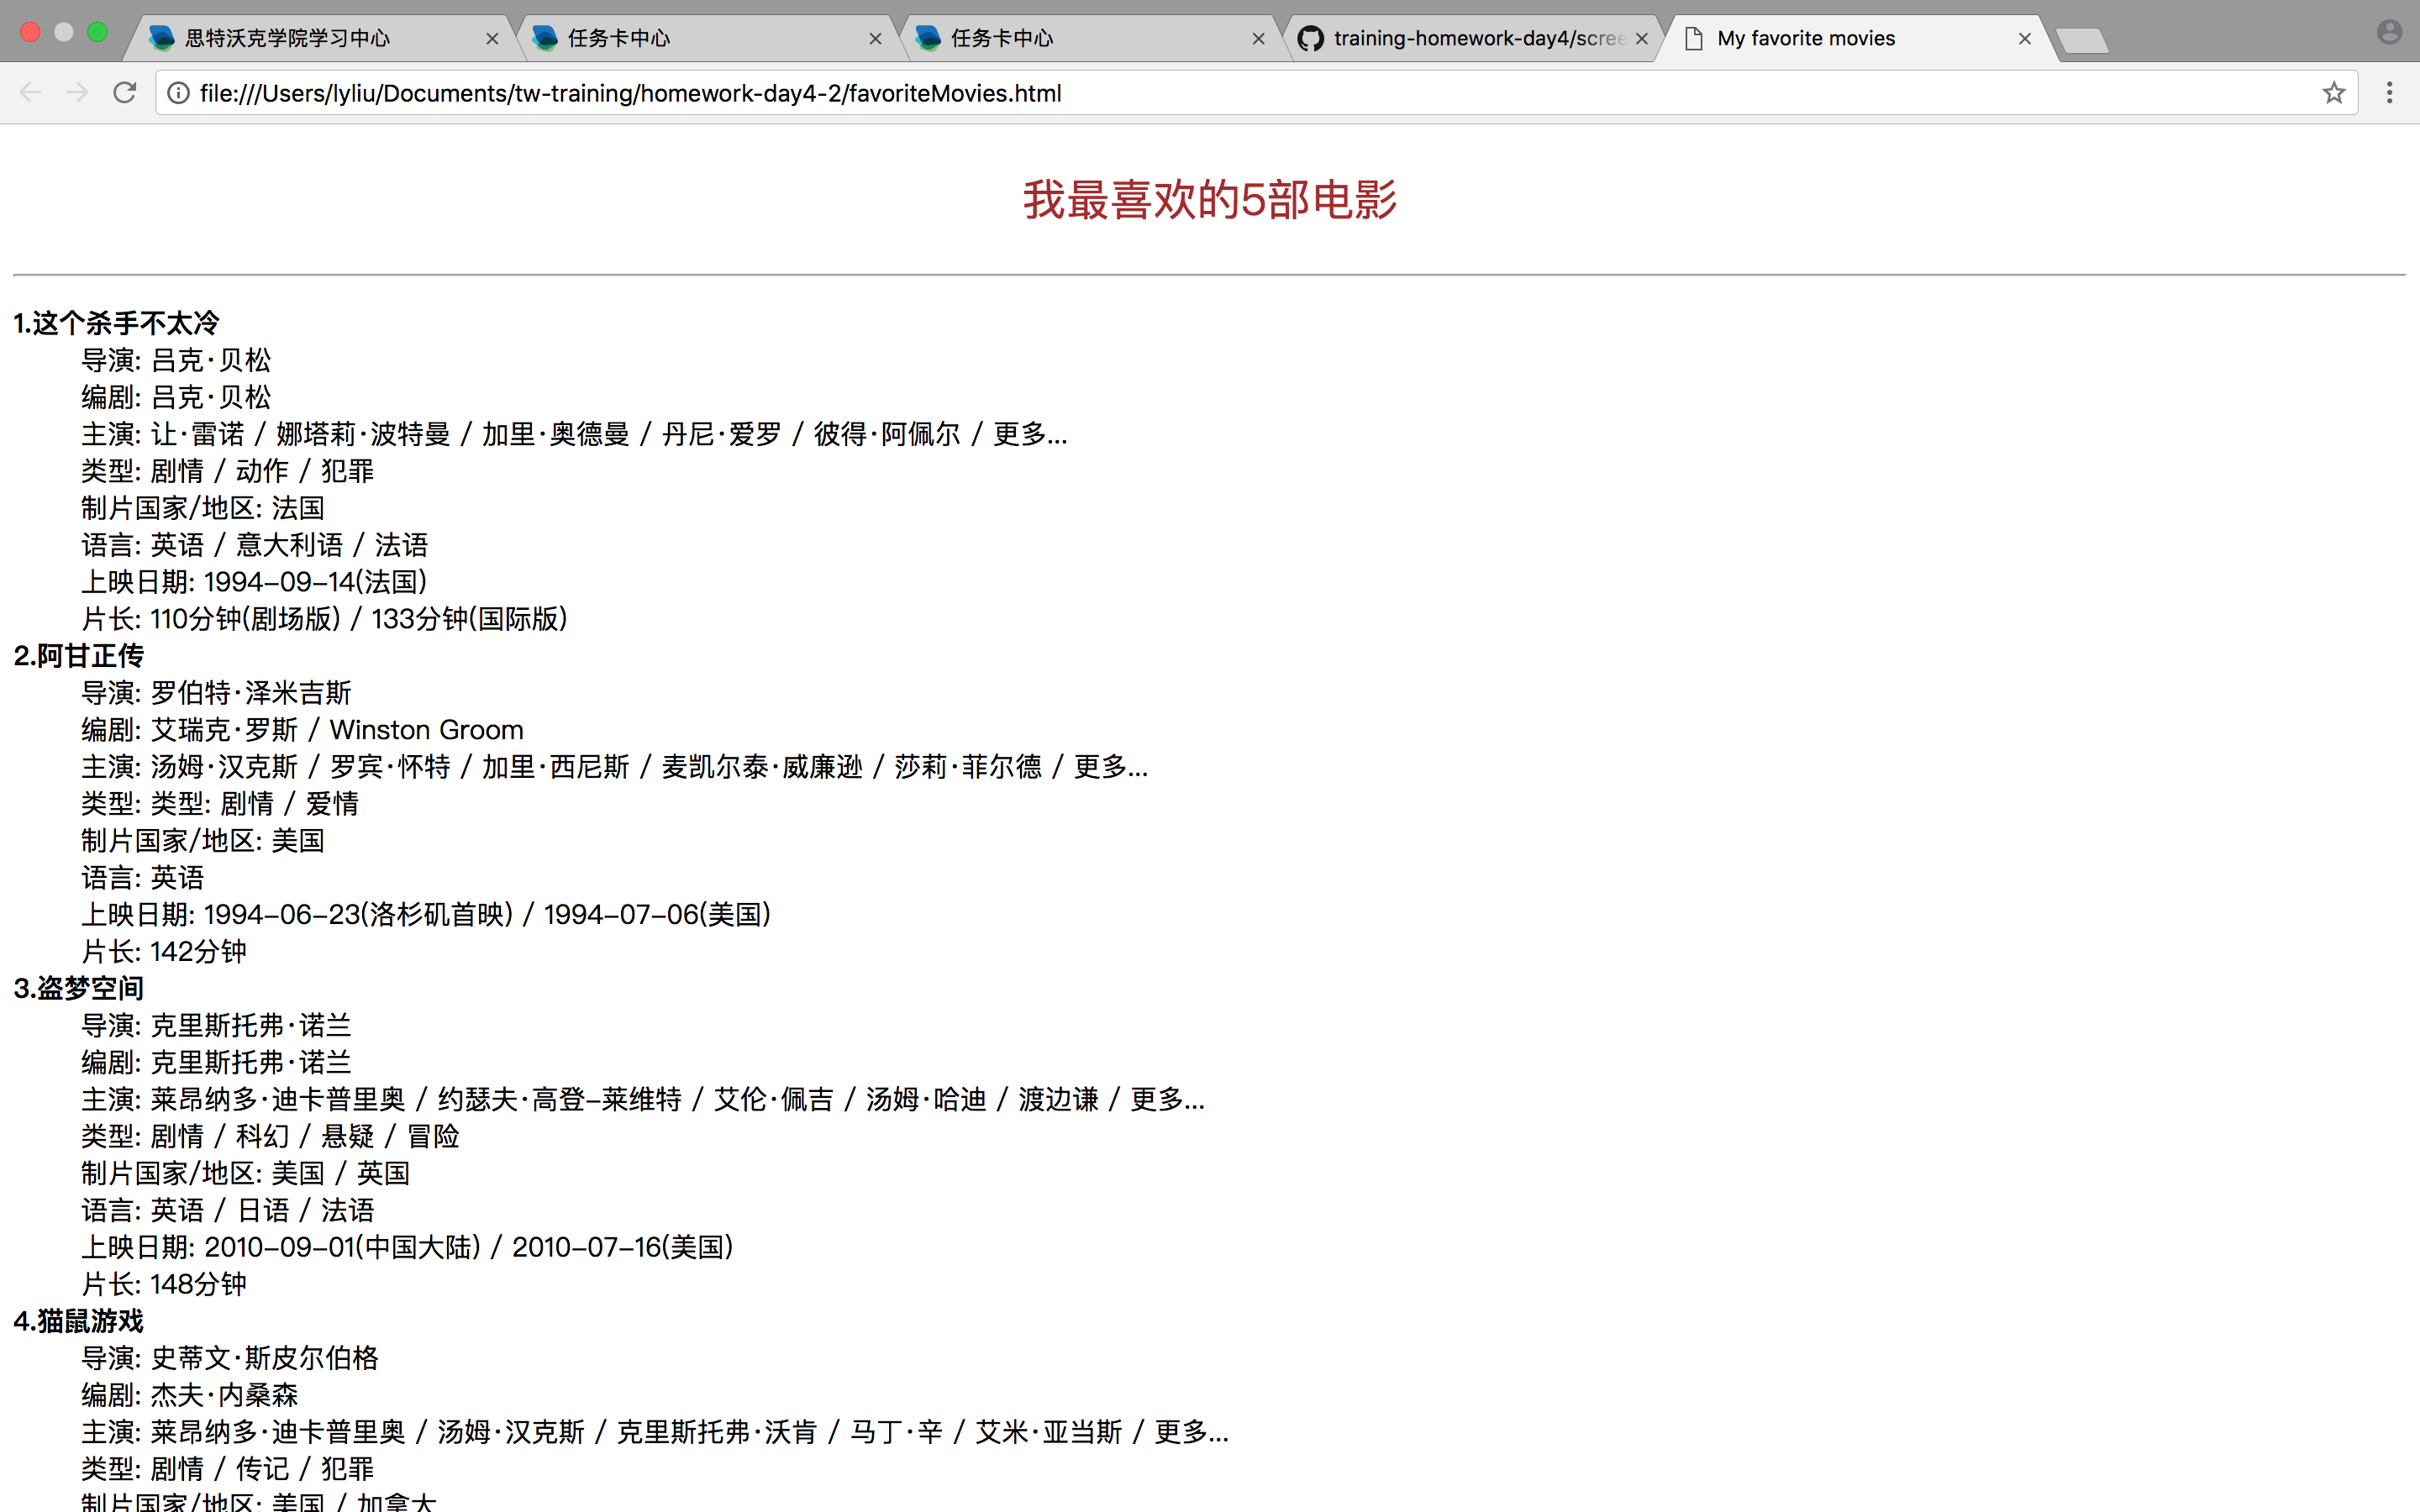 思特沃克学院学习中心
任务卡中心
任务卡中心
training-homework-day4/scree
My favorite movies
file:///Users/lyliu/Documents/tw-training/homework-day4-2/favoriteMovies.html
我最喜欢的5部电影
1.这个杀手不太冷
导演: 吕克·贝松
编剧: 吕克·贝松
主演: 让·雷诺 / 娜塔莉·波特曼 / 加里·奥德曼 / 丹尼·爱罗 / 彼得·阿佩尔 / 更多...
类型: 剧情 / 动作 / 犯罪
制片国家/地区: 法国
语言: 英语 / 意大利语 / 法语
上映日期: 1994-09-14(法国)
片长: 110分钟(剧场版) / 133分钟(国际版)
2.阿甘正传
导演: 罗伯特·泽米吉斯
编剧: 艾瑞克·罗斯 / Winston Groom
主演: 汤姆·汉克斯 / 罗宾·怀特 / 加里·西尼斯 / 麦凯尔泰·威廉逊 / 莎莉·菲尔德 / 更多...
类型: 类型: 剧情 / 爱情
制片国家/地区: 美国
语言: 英语
上映日期: 1994-06-23(洛杉矶首映) / 1994-07-06(美国)
片长: 142分钟
3.盗梦空间
导演: 克里斯托弗·诺兰
编剧: 克里斯托弗·诺兰
主演: 莱昂纳多·迪卡普里奥 / 约瑟夫·高登-莱维特 / 艾伦·佩吉 / 汤姆·哈迪 / 渡边谦 / 更多...
类型: 剧情 / 科幻 / 悬疑 / 冒险
制片国家/地区: 美国 / 英国
语言: 英语 / 日语 / 法语
上映日期: 2010-09-01(中国大陆) / 2010-07-16(美国)
片长: 148分钟
4.猫鼠游戏
导演: 史蒂文·斯皮尔伯格
编剧: 杰夫·内桑森
主演: 莱昂纳多·迪卡普里奥 / 汤姆·汉克斯 / 克里斯托弗·沃肯 / 马丁·辛 / 艾米·亚当斯 / 更多...
类型: 剧情 / 传记 / 犯罪
制片国家/地区: 美国 / 加拿大